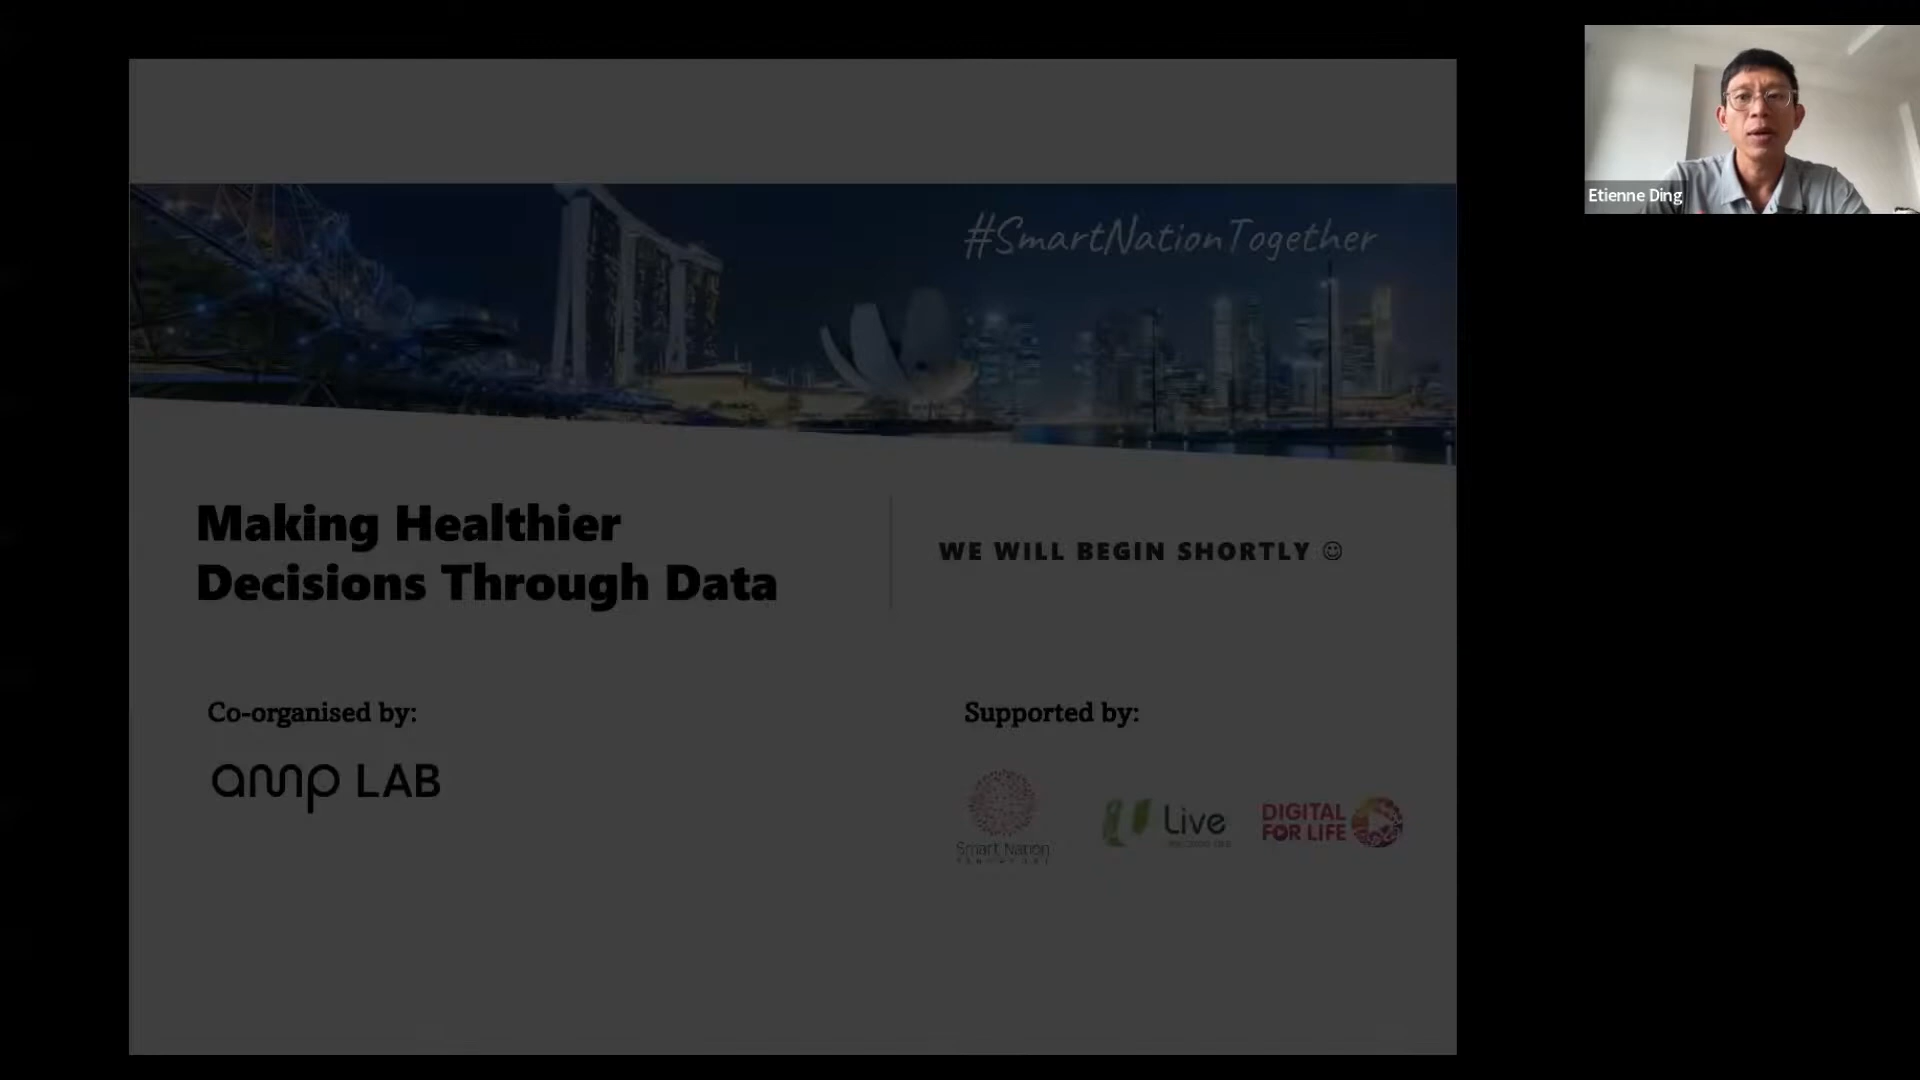 Etienne Ding
#SmartNationTogether
Making Healthier
Decisions Through Data
WE WILL BEGIN SHORTLY ☺
Co-organised by:
amp LAB
Supported by:
Smart Nation
U Live
DIGITAL
FOR LIFE